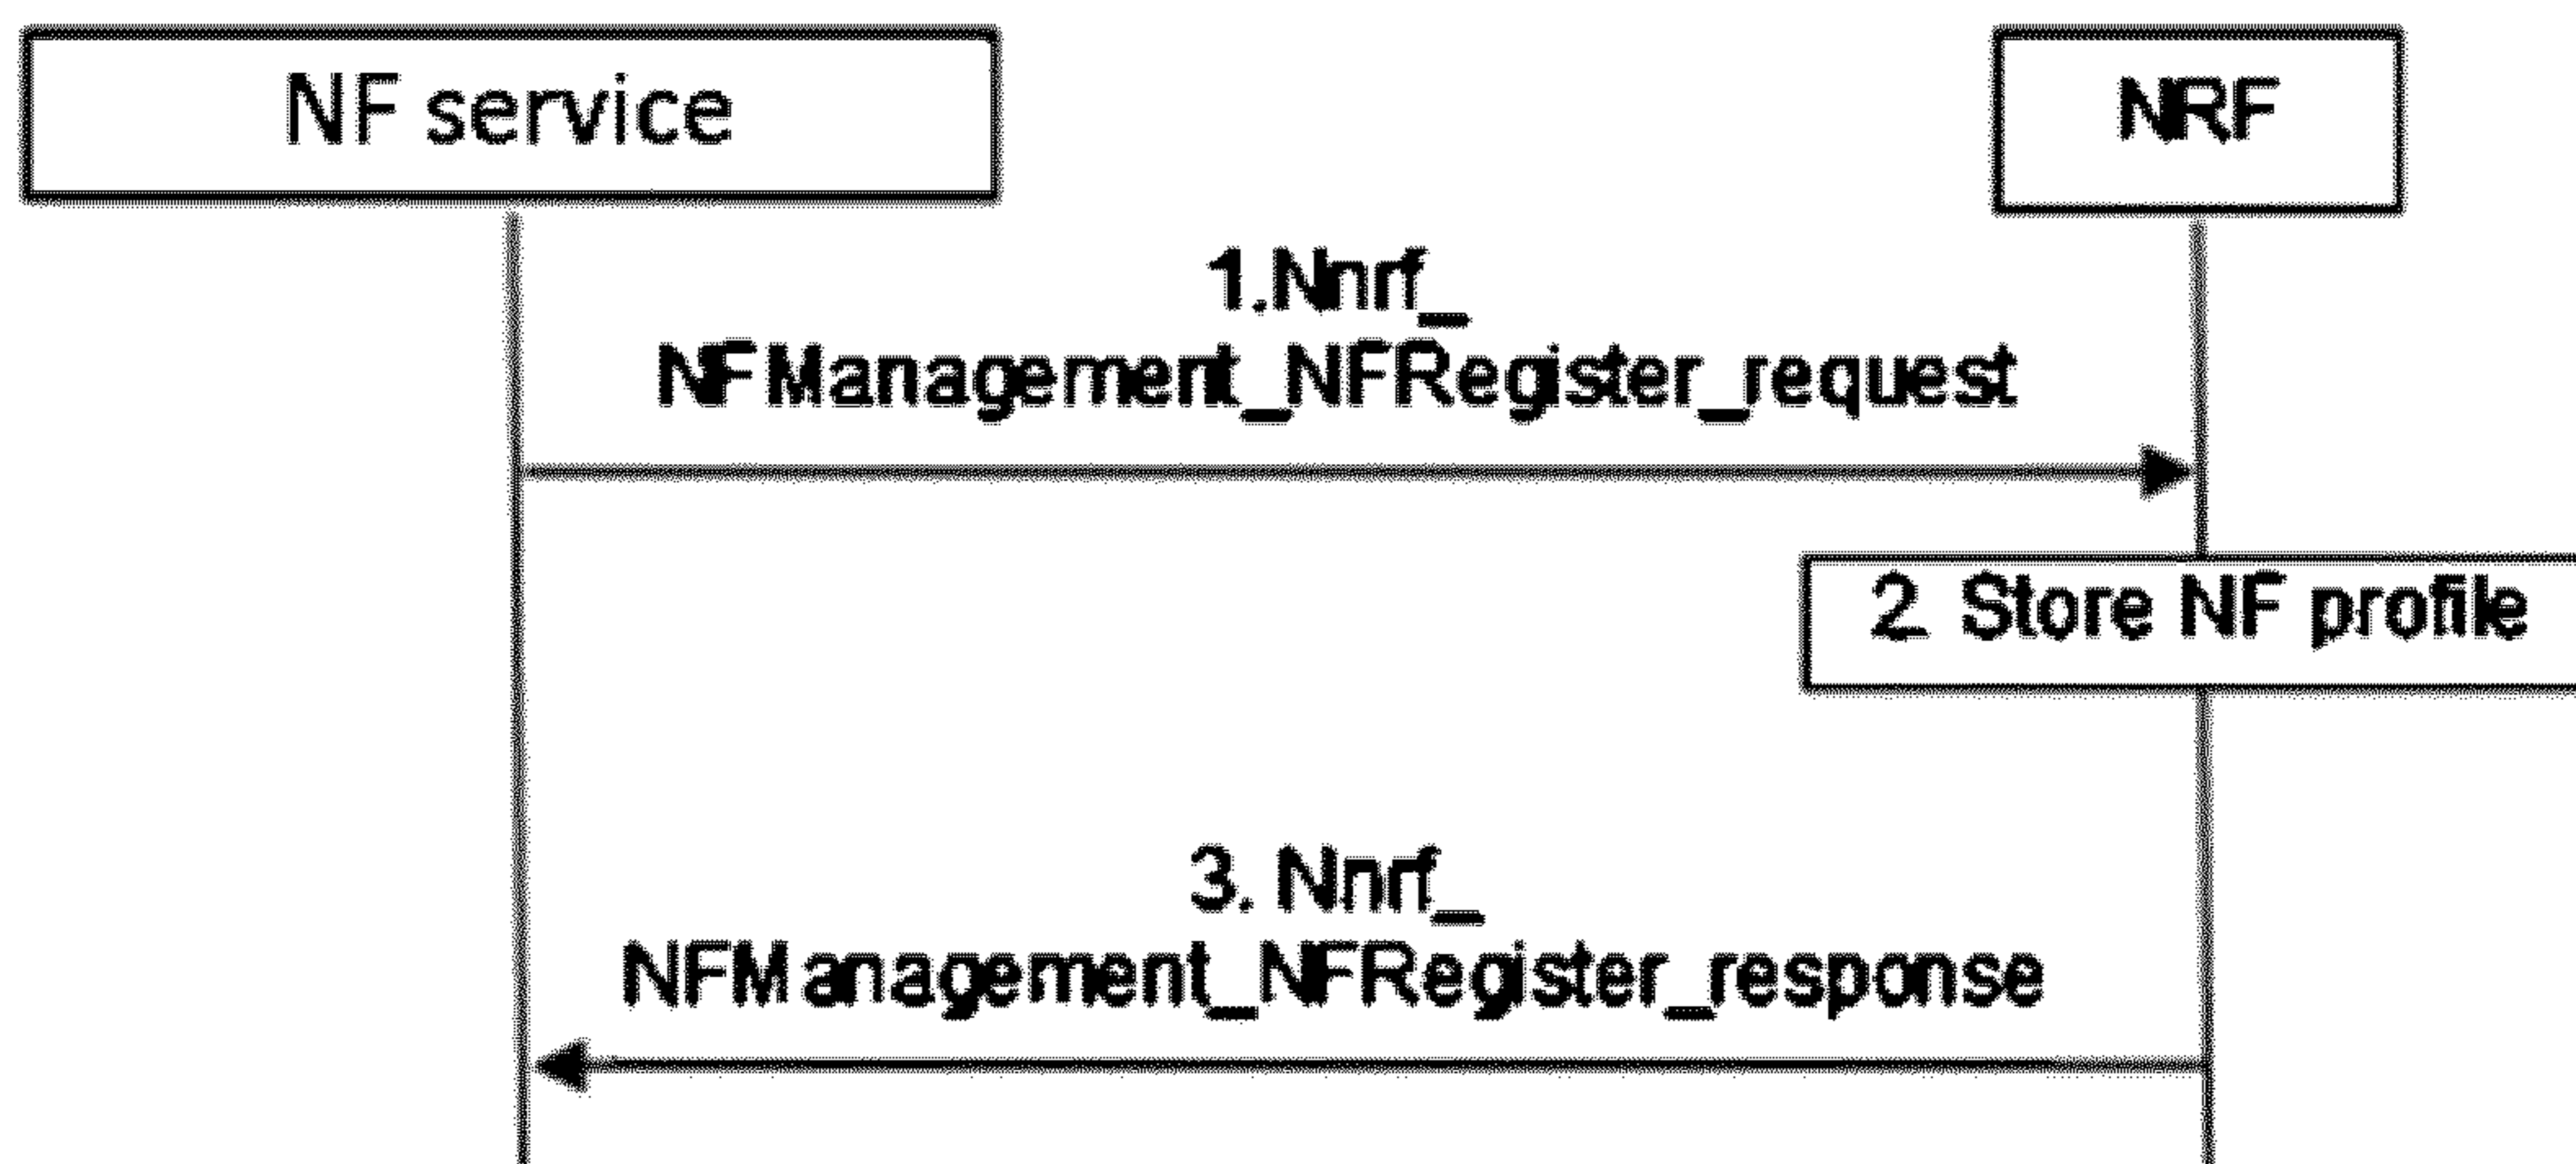 NF service
NRF
1.Nnrf_
NFManagement_NFRegister_request
2. Store NF profile
3. Nnrf_
NFManagement_NFRegister_response